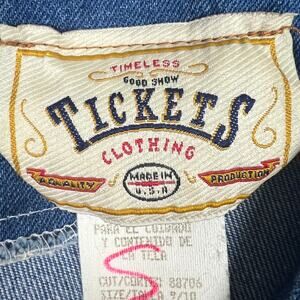 TIMELESS
GOOD SHOW
TICKETS
CLOTHING
MADE IN
U.S.A
QUALITY
PRODUCTION
PARA EL CUIDADO
Y CONTENIDO DE
LA TELA
S
CUT/CORTE 88706
SIZE/TALLA 9/10